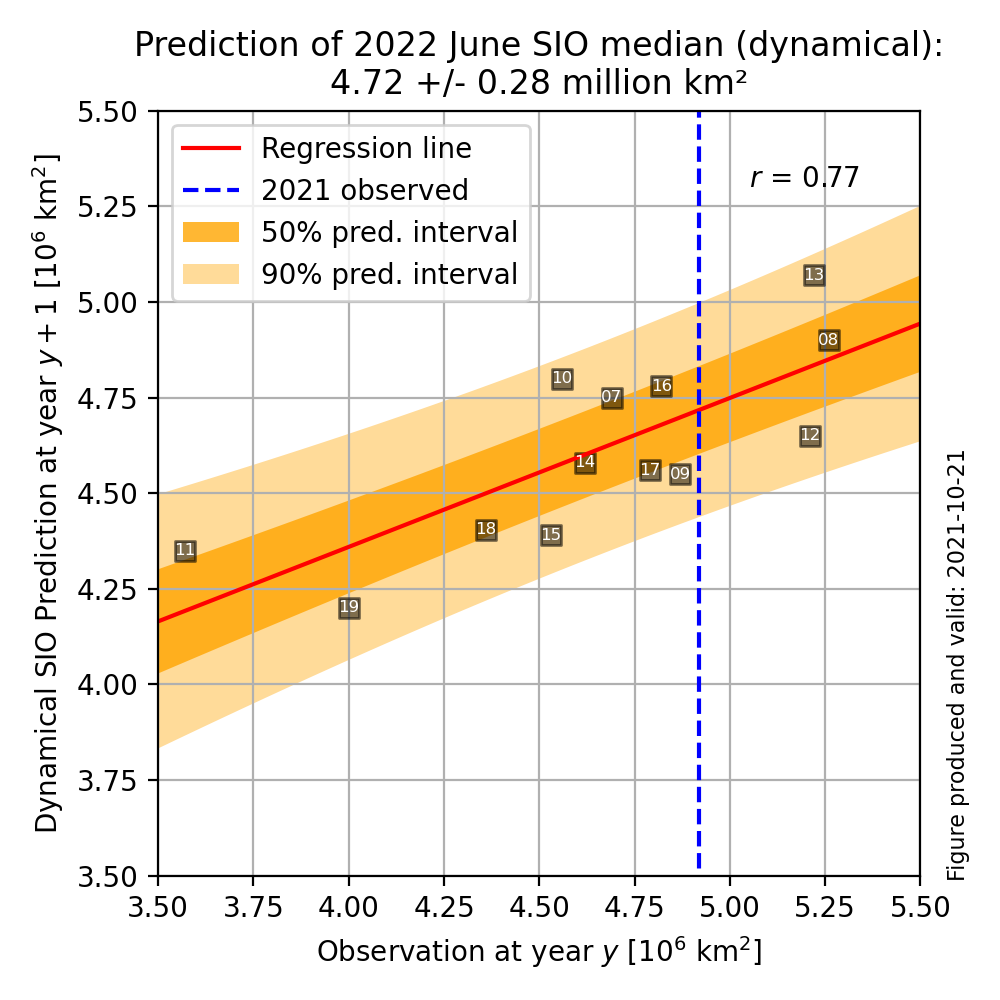 Prediction of 2022 June SIO median (dynamical):
4.72 +/- 0.28 million km²
Regression line
2021 observed
50% pred. interval
90% pred. interval
r = 0.77
5.50
5.25
5.00
4.75
4.50
4.25
4.00
3.75
3.50
Dynamical SIO Prediction at year y + 1 [10⁶ km²]
13
08
10
16
07
12
14
17
09
18
15
11
19
3.50 3.75 4.00 4.25 4.50 4.75 5.00 5.25 5.50
Observation at year y [10⁶ km²]
Figure produced and valid: 2021-10-21